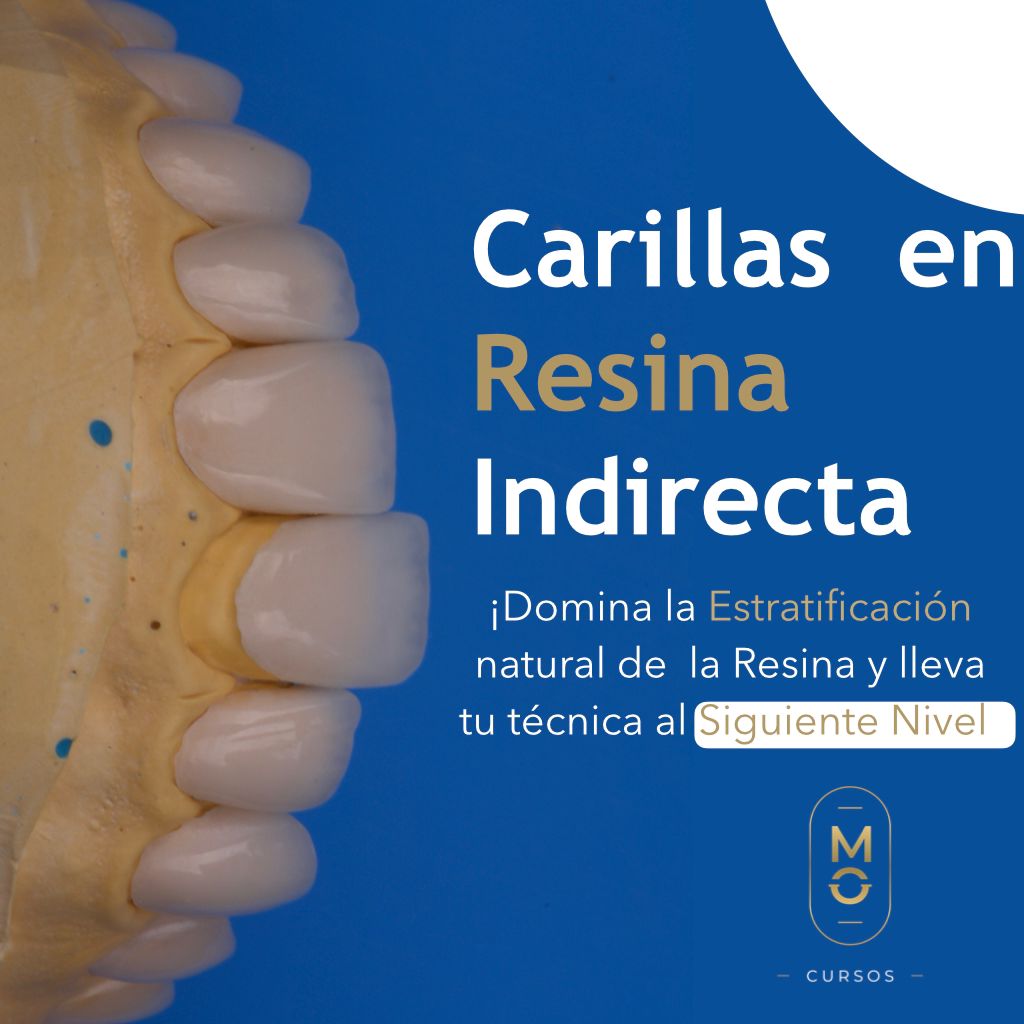 Carillas en
Resina
Indirecta
¡Domina la Estratificación
natural de la Resina y lleva
tu técnica al Siguiente Nivel
MO
CURSOS